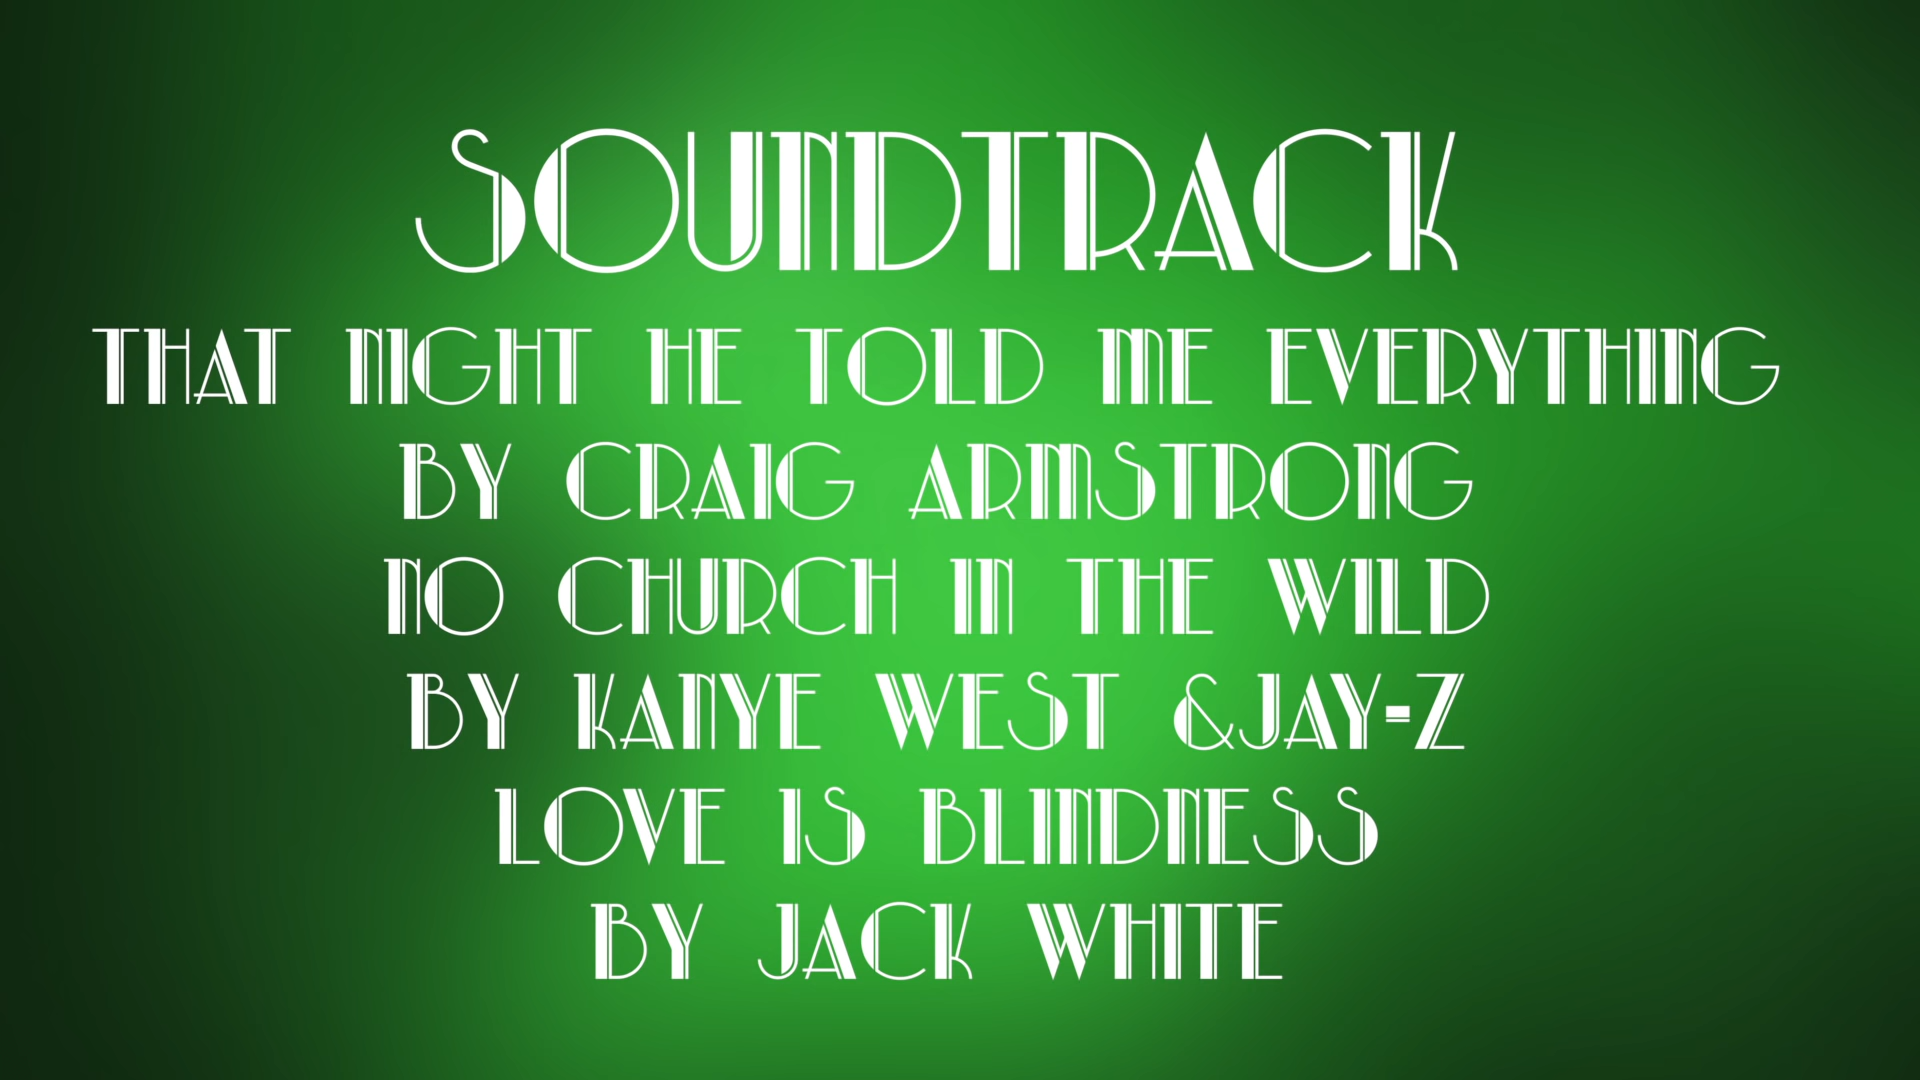 SOUNDTRACK
THAT NIGHT HE TOLD ME EVERYTHING
BY CRAIG ARMSTRONG
NO CHURCH IN THE WILD
BY KANYE WEST &JAY-Z
LOVE IS BLINDNESS
BY JACK WHITE